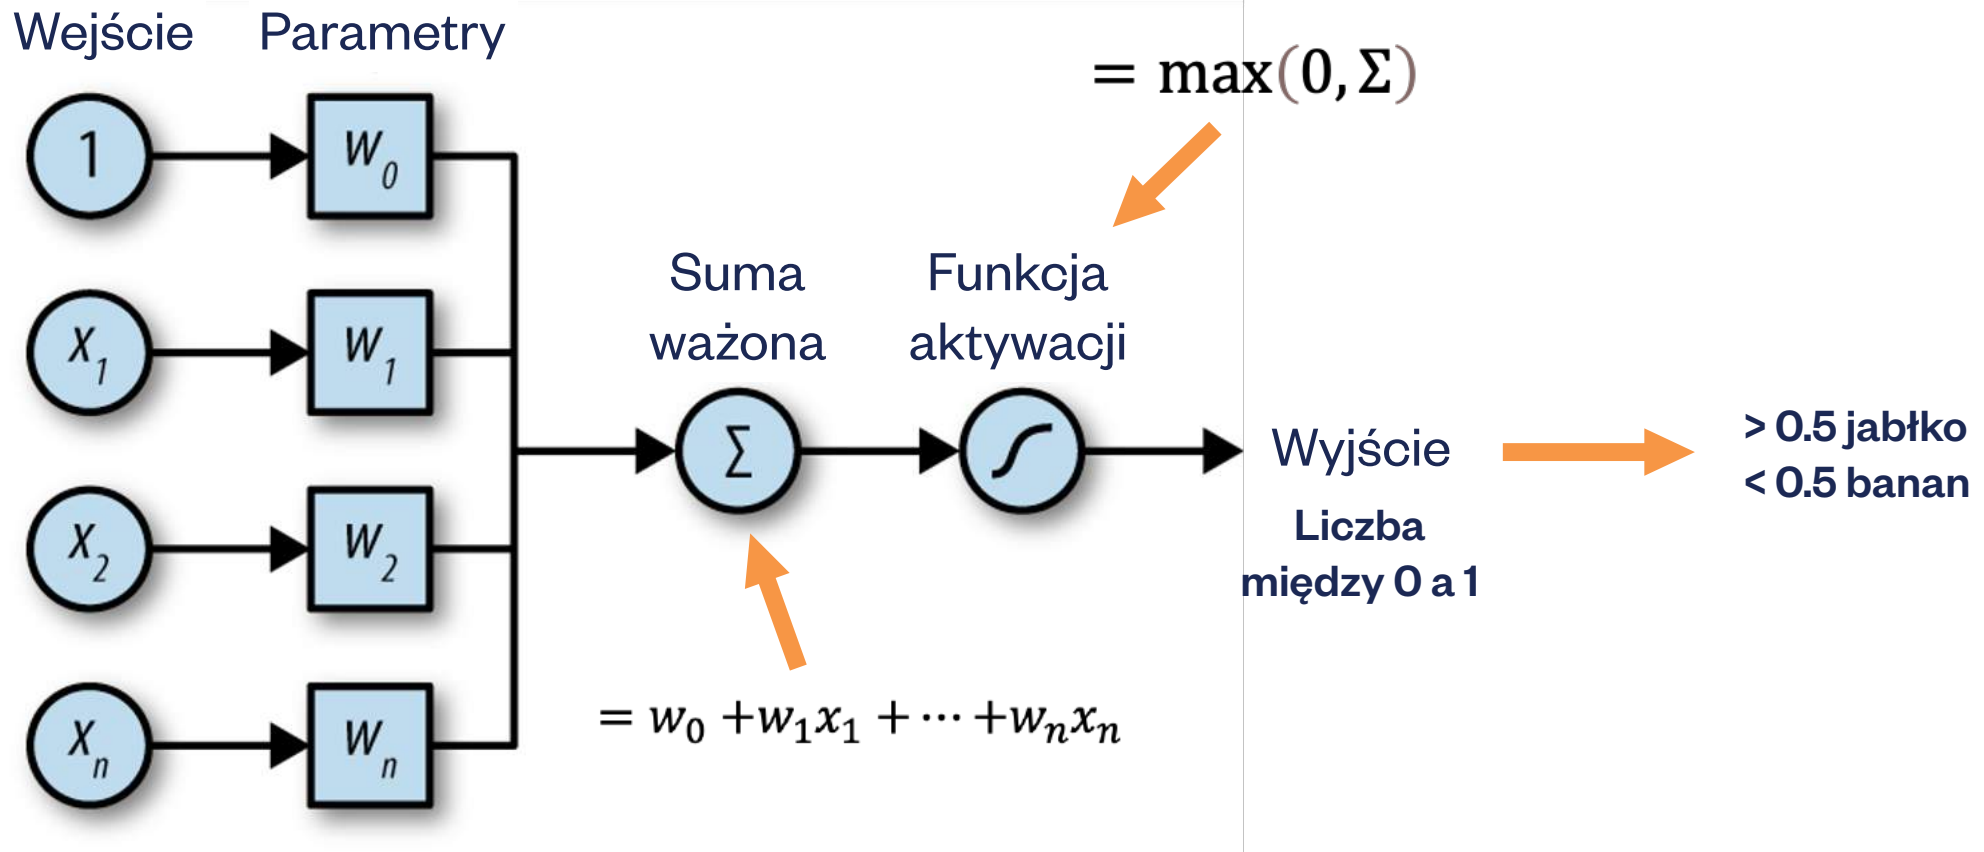 Wejście Parametry
= max(0, Σ)
1 w₀
x₁ w₁
Suma
ważona
Funkcja
aktywacji
Σ
x₂ w₂
xₙ wₙ
= w₀ +w₁x₁ + ⋯ +wₙxₙ
Wyjście
Liczba
między 0 a 1
> 0.5 jabłko
< 0.5 banan